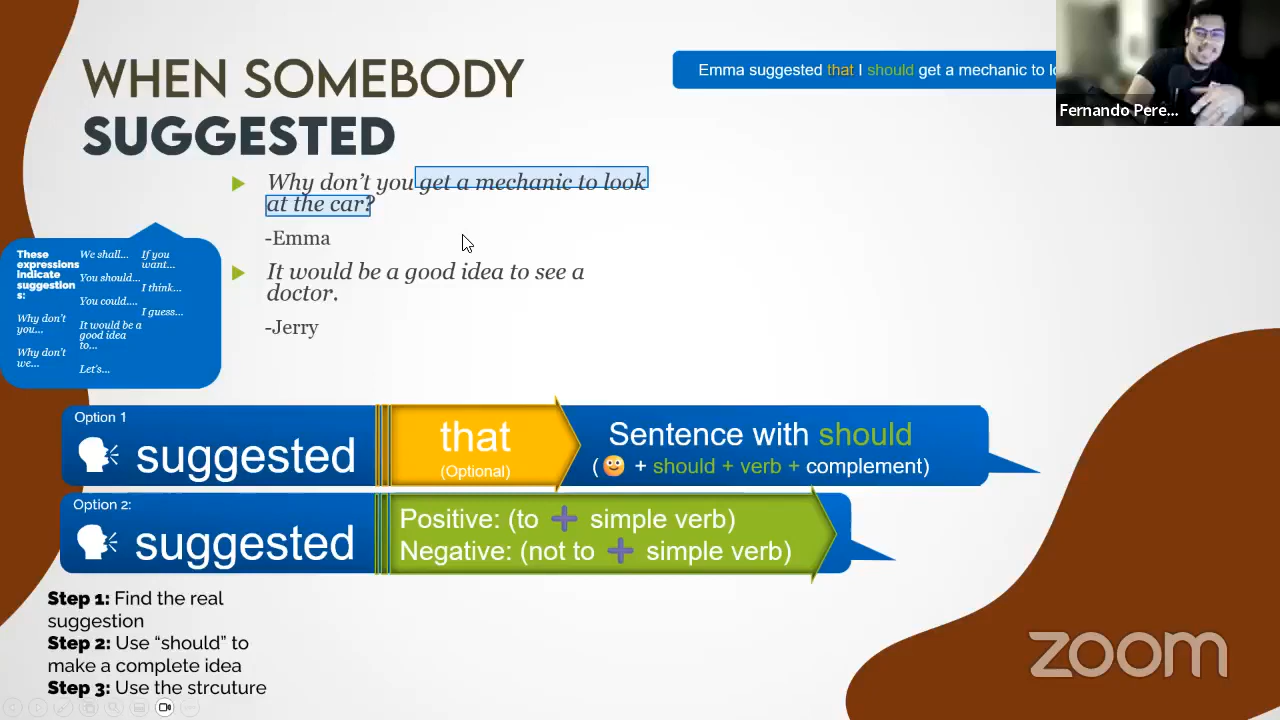 WHEN SOMEBODY
SUGGESTED
Emma suggested that I should get a mechanic to lo
Fernando Pere...
Why don't you get a mechanic to look
at the car?
-Emma
It would be a good idea to see a
doctor.
-Jerry
These
expressions
indicate
suggestion
s:
Why don't
you...
Why don't
we...
We shall...
You should...
You could....
It would be a
good idea
to...
Let's...
If you
want...
I think...
I guess...
Option 1
suggested
that
(Optional)
Sentence with should
( + should + verb + complement)
Option 2:
suggested
Positive: (to + simple verb)
Negative: (not to + simple verb)
Step 1: Find the real
suggestion
Step 2: Use “should” to
make a complete idea
Step 3: Use the strcuture
zoom